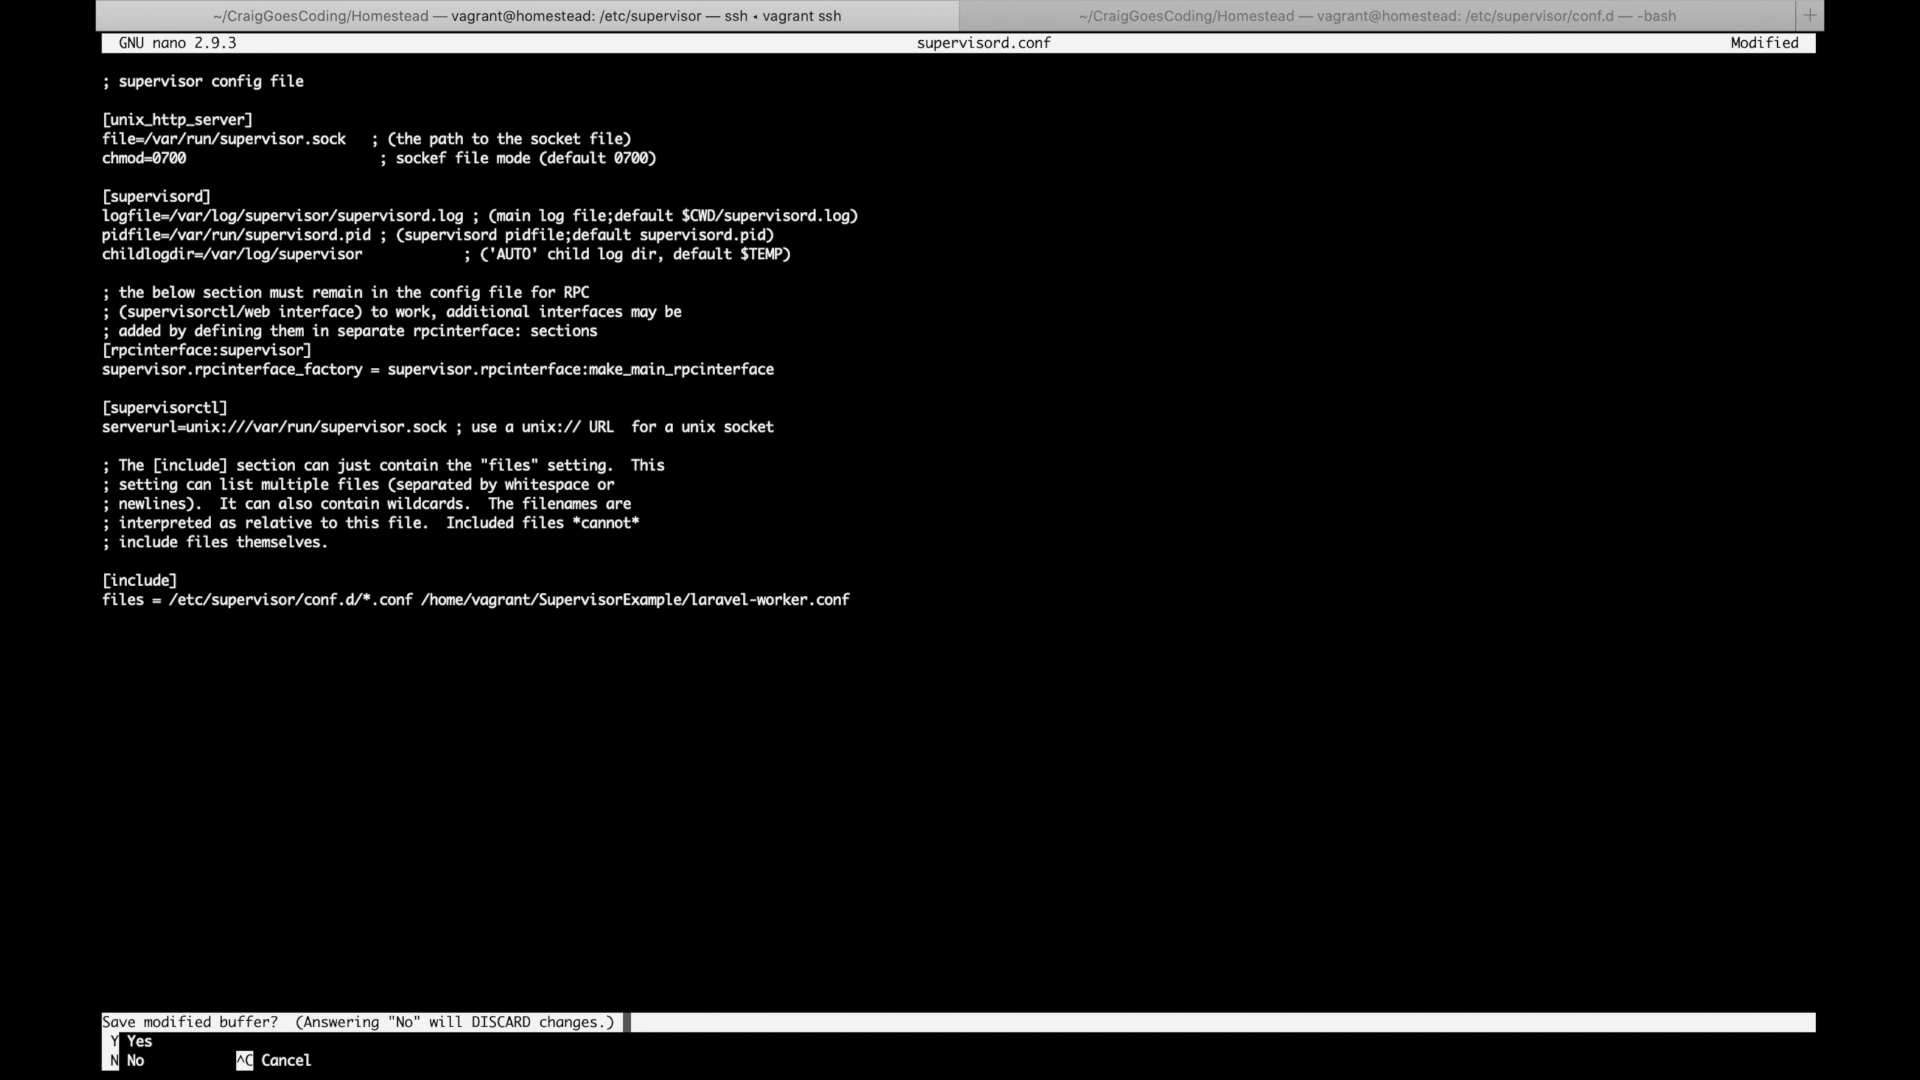 ~/CraigGoesCoding/Homestead — vagrant@homestead: /etc/supervisor — ssh ◂ vagrant ssh
~/CraigGoesCoding/Homestead — vagrant@homestead: /etc/supervisor/conf.d — -bash
+
GNU nano 2.9.3 supervisord.conf Modified
; supervisor config file
[unix_http_server]
file=/var/run/supervisor.sock   ; (the path to the socket file)
chmod=0700                       ; sockef file mode (default 0700)
[supervisord]
logfile=/var/log/supervisor/supervisord.log ; (main log file;default $CWD/supervisord.log)
pidfile=/var/run/supervisord.pid ; (supervisord pidfile;default supervisord.pid)
childlogdir=/var/log/supervisor            ; ('AUTO' child log dir, default $TEMP)
; the below section must remain in the config file for RPC
; (supervisorctl/web interface) to work, additional interfaces may be
; added by defining them in separate rpcinterface: sections
[rpcinterface:supervisor]
supervisor.rpcinterface_factory = supervisor.rpcinterface:make_main_rpcinterface
[supervisorctl]
serverurl=unix:///var/run/supervisor.sock ; use a unix:// URL  for a unix socket
; The [include] section can just contain the "files" setting.  This
; setting can list multiple files (separated by whitespace or
; newlines).  It can also contain wildcards.  The filenames are
; interpreted as relative to this file.  Included files *cannot*
; include files themselves.
[include]
files = /etc/supervisor/conf.d/*.conf /home/vagrant/SupervisorExample/laravel-worker.conf
Save modified buffer?  (Answering "No" will DISCARD changes.)
Y Yes
N No ^C Cancel